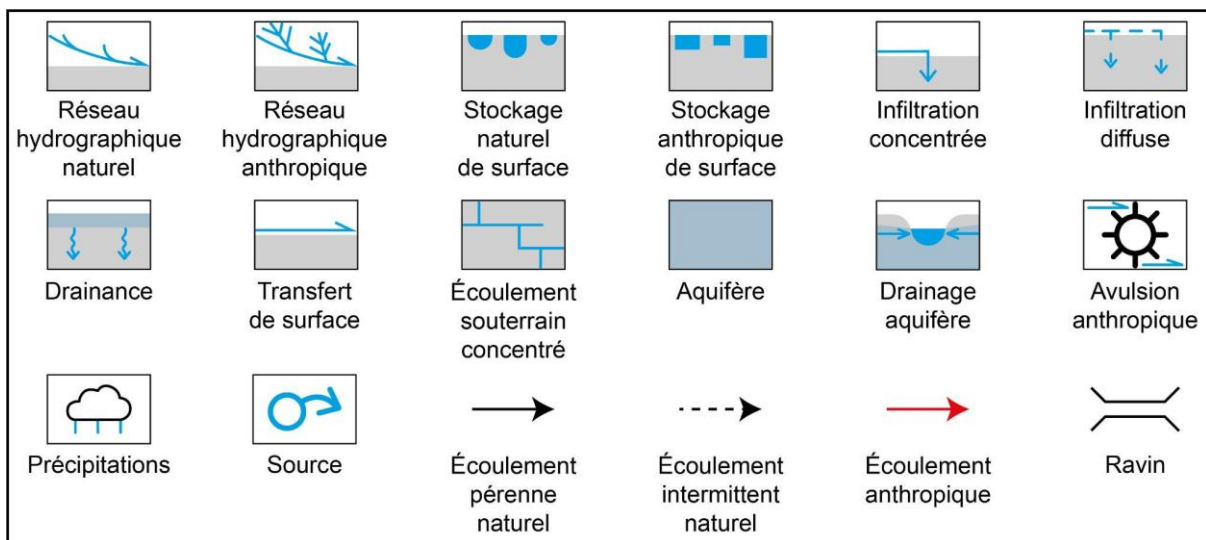 Réseau
hydrographique
naturel
Réseau
hydrographique
anthropique
Stockage
naturel
de surface
Stockage
anthropique
de surface
Infiltration
concentrée
Infiltration
diffuse
Drainance
Transfert
de surface
Écoulement
souterrain
concentré
Aquifère
Drainage
aquifère
Avulsion
anthropique
Précipitations
Source
Écoulement
pérenne
naturel
Écoulement
intermittent
naturel
Écoulement
anthropique
Ravin